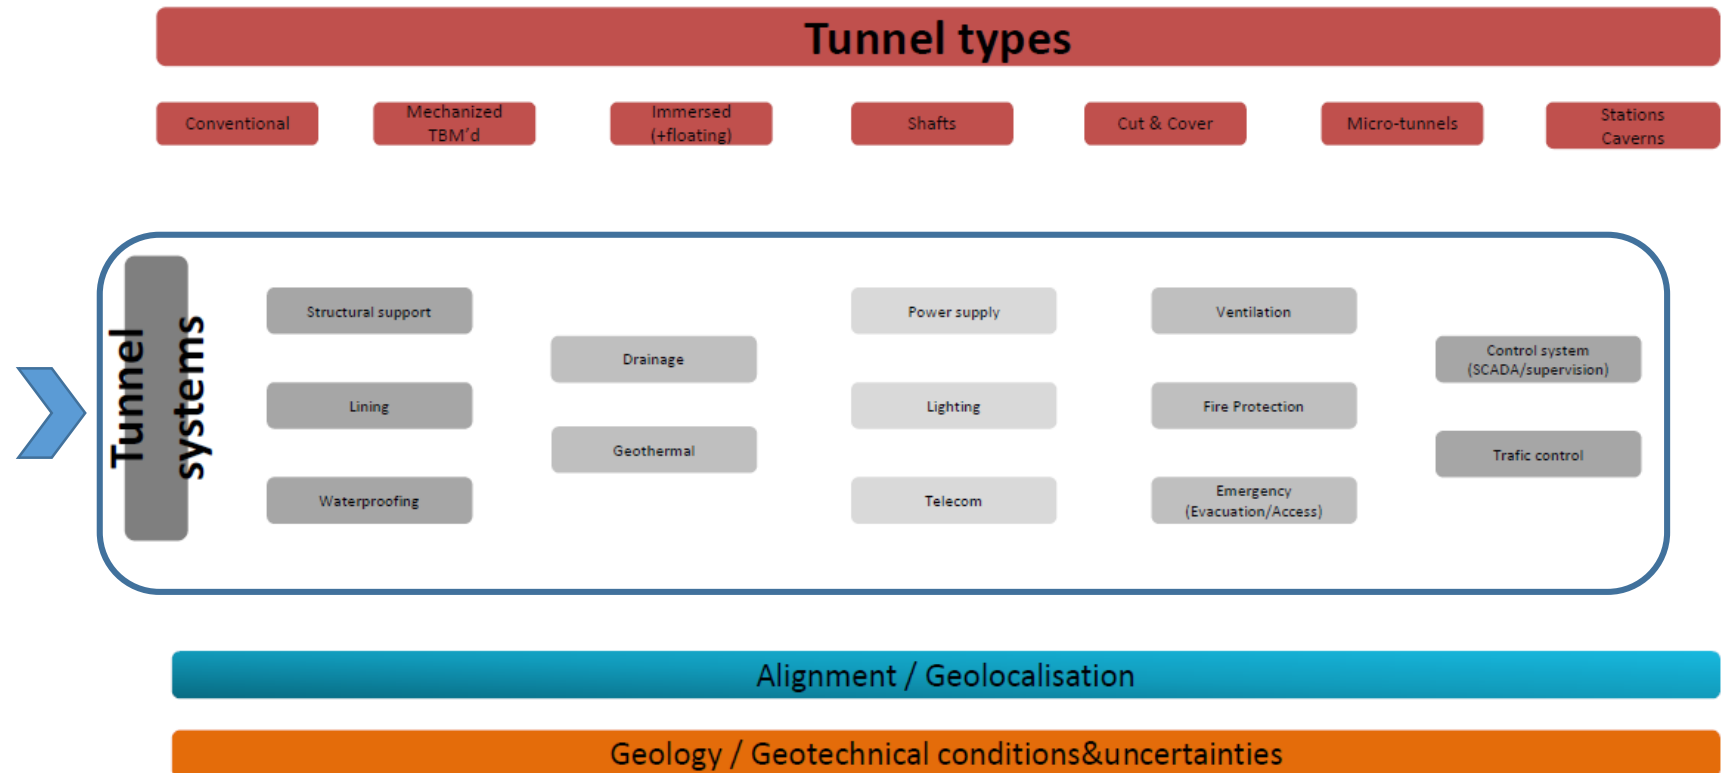 Tunnel types
Conventional
Mechanized
TBM'd
Immersed
(+floating)
Shafts
Cut & Cover
Micro-tunnels
Stations
Caverns
Tunnel
systems
Structural support
Lining
Waterproofing
Drainage
Geothermal
Power supply
Lighting
Telecom
Ventilation
Fire Protection
Emergency
(Evacuation/Access)
Control system
(SCADA/supervision)
Trafic control
Alignment / Geolocalisation
Geology / Geotechnical conditions&uncertainties